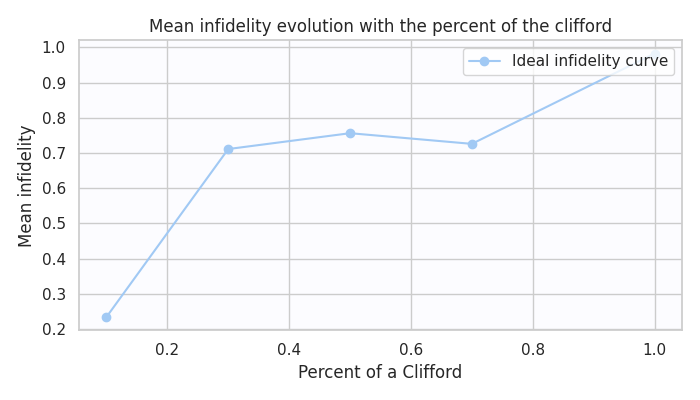 Mean infidelity evolution with the percent of the clifford
1.0
0.9
0.8
0.7
0.6
0.5
0.4
0.3
0.2
Mean infidelity
Ideal infidelity curve
0.2 0.4 0.6 0.8 1.0
Percent of a Clifford